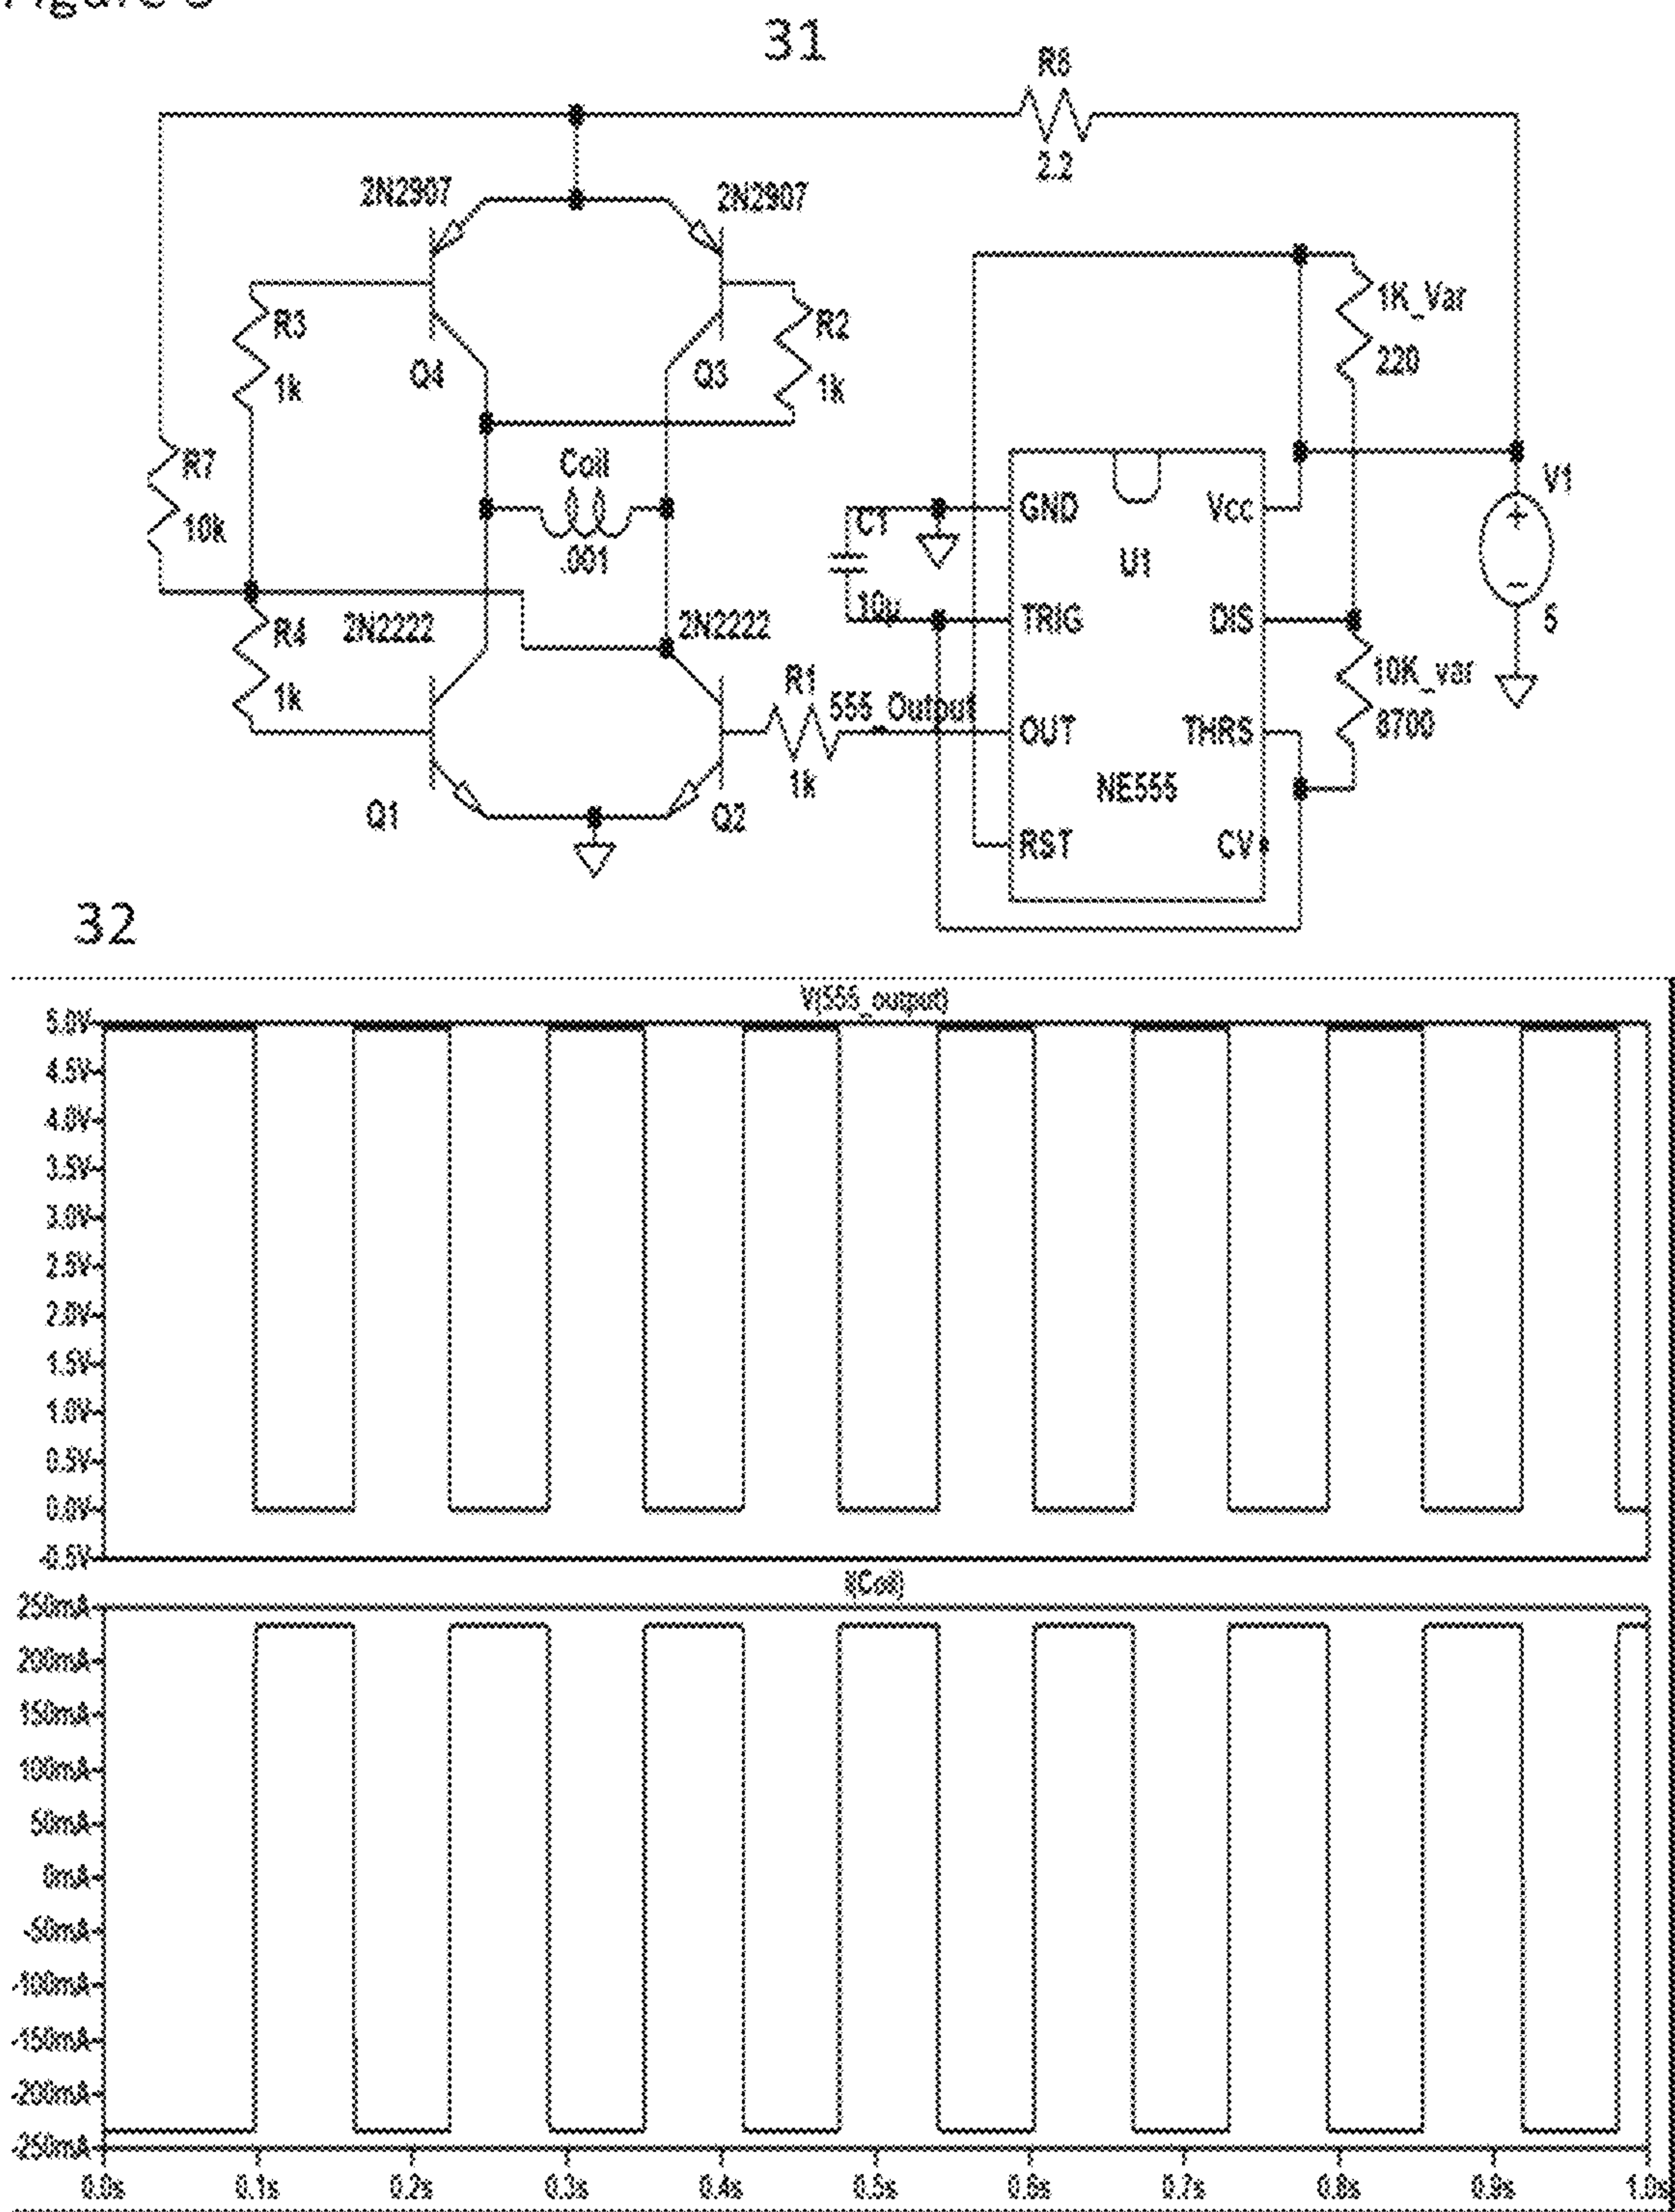 31
R6
2.2
2N2907
2N2907
1K_Var
220
R3
1k
Q4
Q3
R2
1k
R7
10k
Coil
.001
C1
10µ
GND
Vcc
U1
TRIG
DIS
OUT
THRS
NE555
RST
CV
V1
5
R4
1k
2N2222
2N2222
R1
1k
555_Output
10K_var
8700
Q1
Q2
32
V(555_output)
5.0V
4.5V
4.0V
3.5V
3.0V
2.5V
2.0V
1.5V
1.0V
0.5V
0.0V
-0.5V
I(Coil)
250mA
200mA
150mA
100mA
50mA
0mA
-50mA
-100mA
-150mA
-200mA
-250mA
0.0s 0.1s 0.2s 0.3s 0.4s 0.5s 0.6s 0.7s 0.8s 0.9s 1.0s